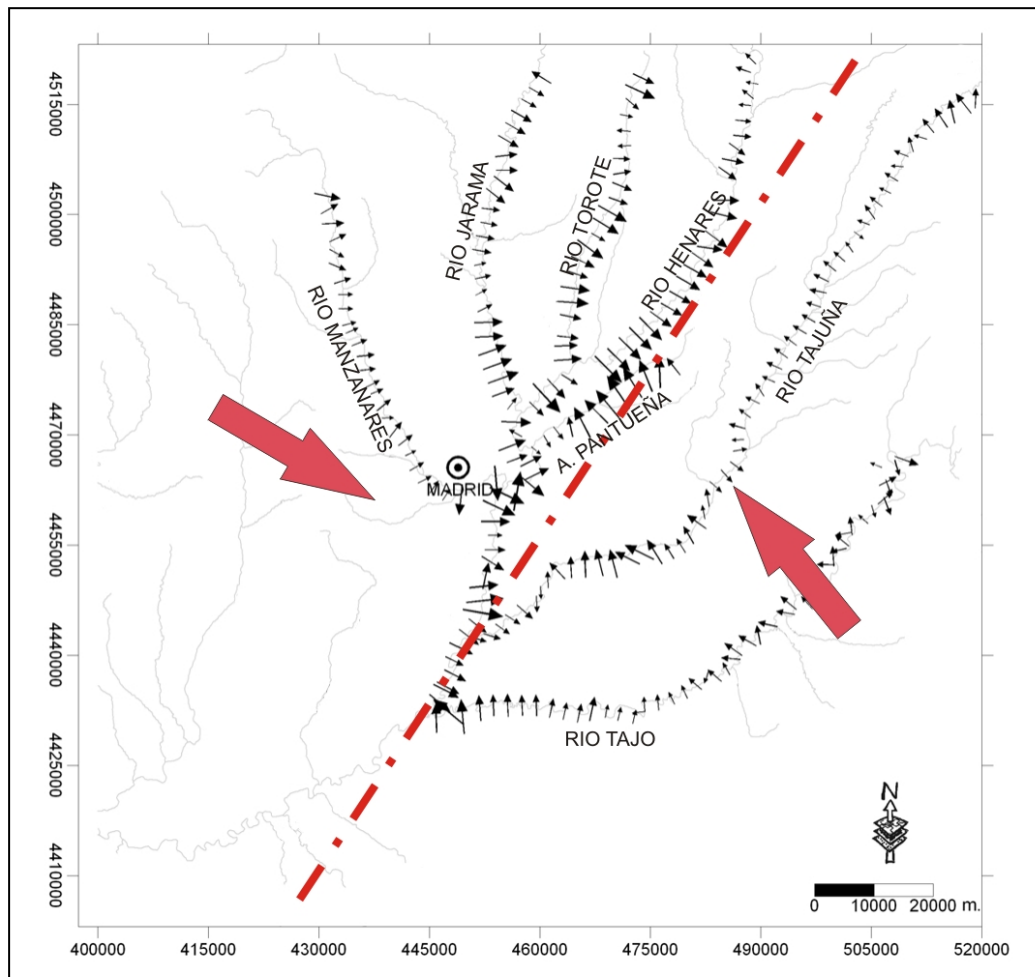 4515000
4500000
4485000
4470000
4455000
4440000
4425000
4410000
RIO MANZANARES
RIO JARAMA
RIO TOROTE
RIO HENARES
RIO TAJUÑA
A. PANTUEÑA
MADRID
RIO TAJO
N
0 10000 20000 m.
400000 415000 430000 445000 460000 475000 490000 505000 520000